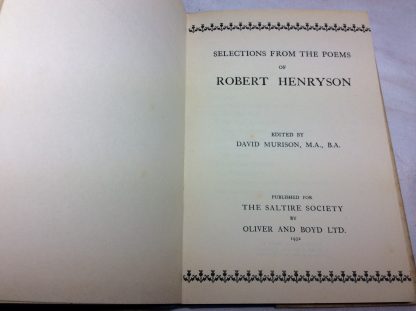 SELECTIONS FROM THE POEMS
OF
ROBERT HENRYSON
EDITED BY
DAVID MURISON, M.A., B.A.
PUBLISHED FOR
THE SALTIRE SOCIETY
BY
OLIVER AND BOYD LTD.
1952